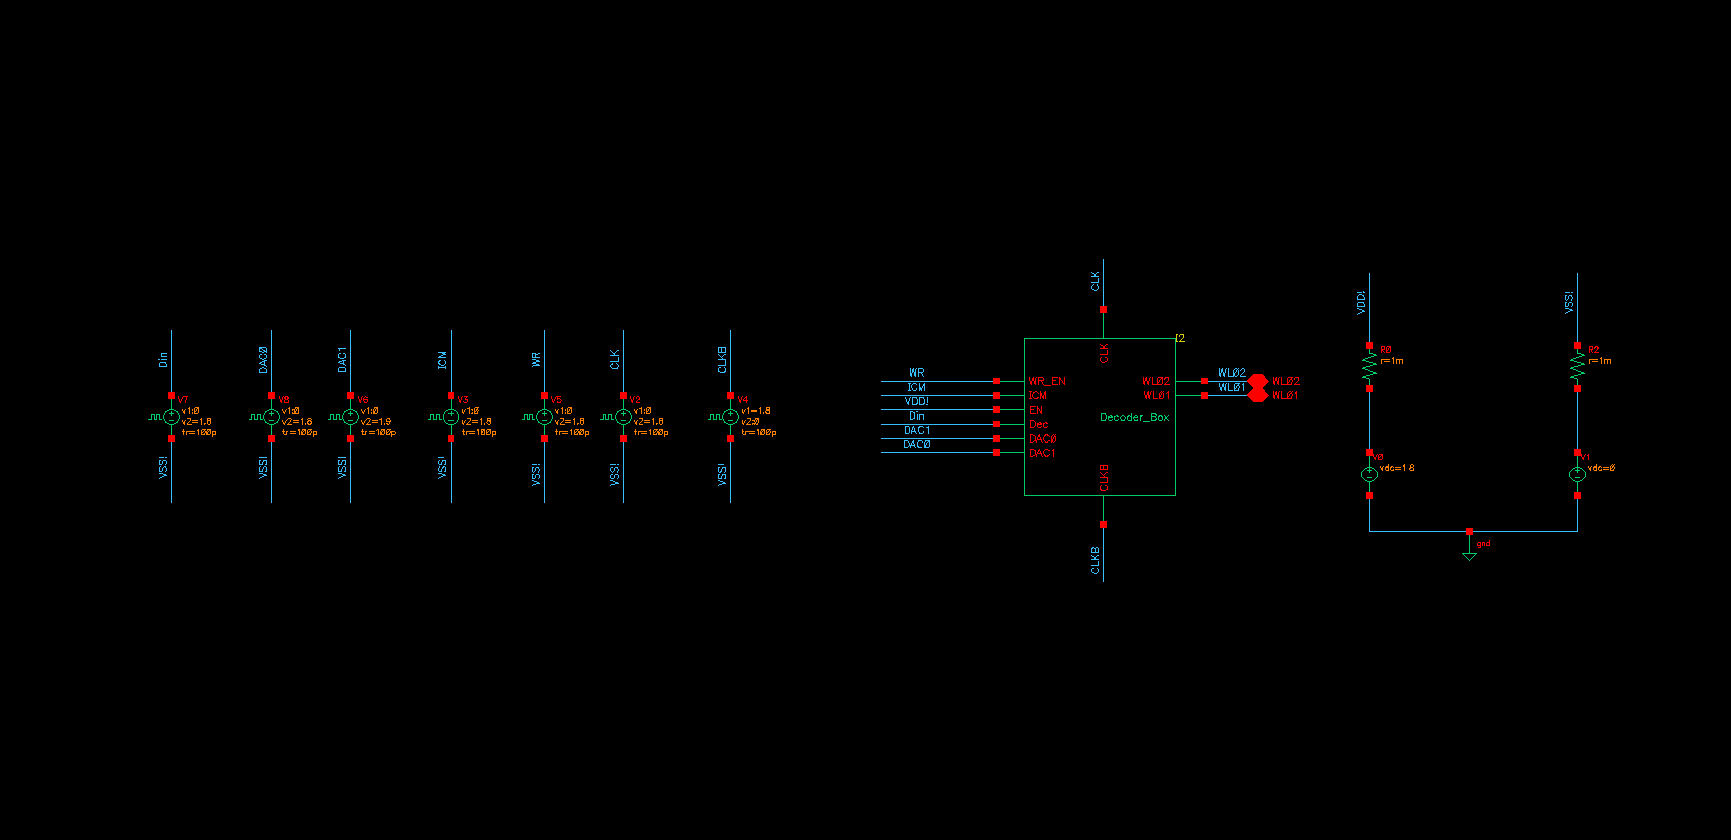 Din
V7
v1:0
v2=1.8
tr=100p
VSS!
DAC0
V8
v1:0
v2=1.8
tr=100p
VSS!
DAC1
V6
v1:0
v2=1.9
tr=100p
VSS!
ICM
V3
v1:0
v2=1.8
tr=100p
VSS!
WR
V5
v1:0
v2=1.8
tr=100p
VSS!
CLK
V2
v1:0
v2=1.8
tr=100p
VSS!
CLKB
V4
v1=1.8
v2:0
tr=100p
VSS!
CLK
I2
CLK
WR
ICM
VDD!
Din
DAC1
DAC0
WR_EN
ICM
EN
Dec
DAC0
DAC1
Decoder_Box
WL02
WL01
WL02
WL01
WL02
WL01
CLKB
CLKB
VDD!
R0
r=1m
V0
vdc=1.8
VSS!
R2
r=1m
V1
vdc=0
gnd